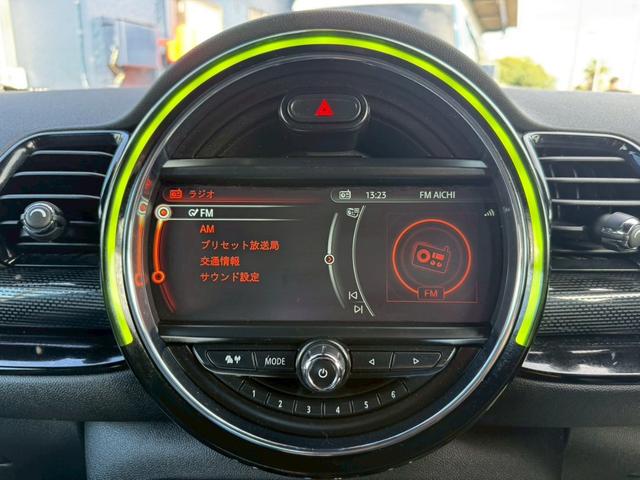 ラジオ 13:23 FM AICHI
FM
AM
プリセット放送局
交通情報
サウンド設定
FM
MODE
1 2 3 4 5 6